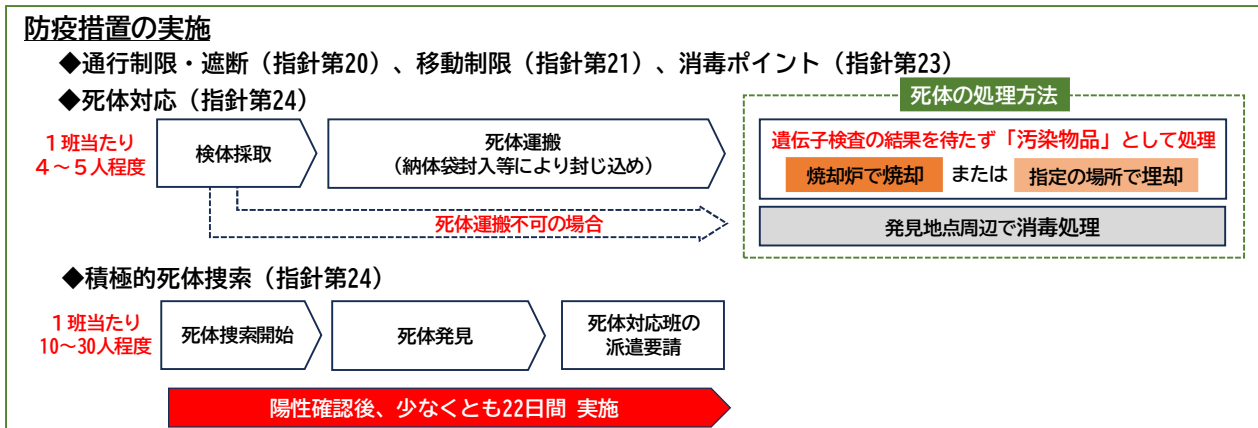 防疫措置の実施
◆通行制限・遮断（指針第20）、移動制限（指針第21）、消毒ポイント（指針第23）
◆死体対応（指針第24）
１班当たり
４～５人程度
検体採取
死体運搬
（納体袋封入等により封じ込め）
死体運搬不可の場合
死体の処理方法
遺伝子検査の結果を待たず「汚染物品」として処理
焼却炉で焼却 または 指定の場所で埋却
発見地点周辺で消毒処理
◆積極的死体捜索（指針第24）
１班当たり
10～30人程度
死体捜索開始
死体発見
死体対応班の
派遣要請
陽性確認後、少なくとも22日間 実施